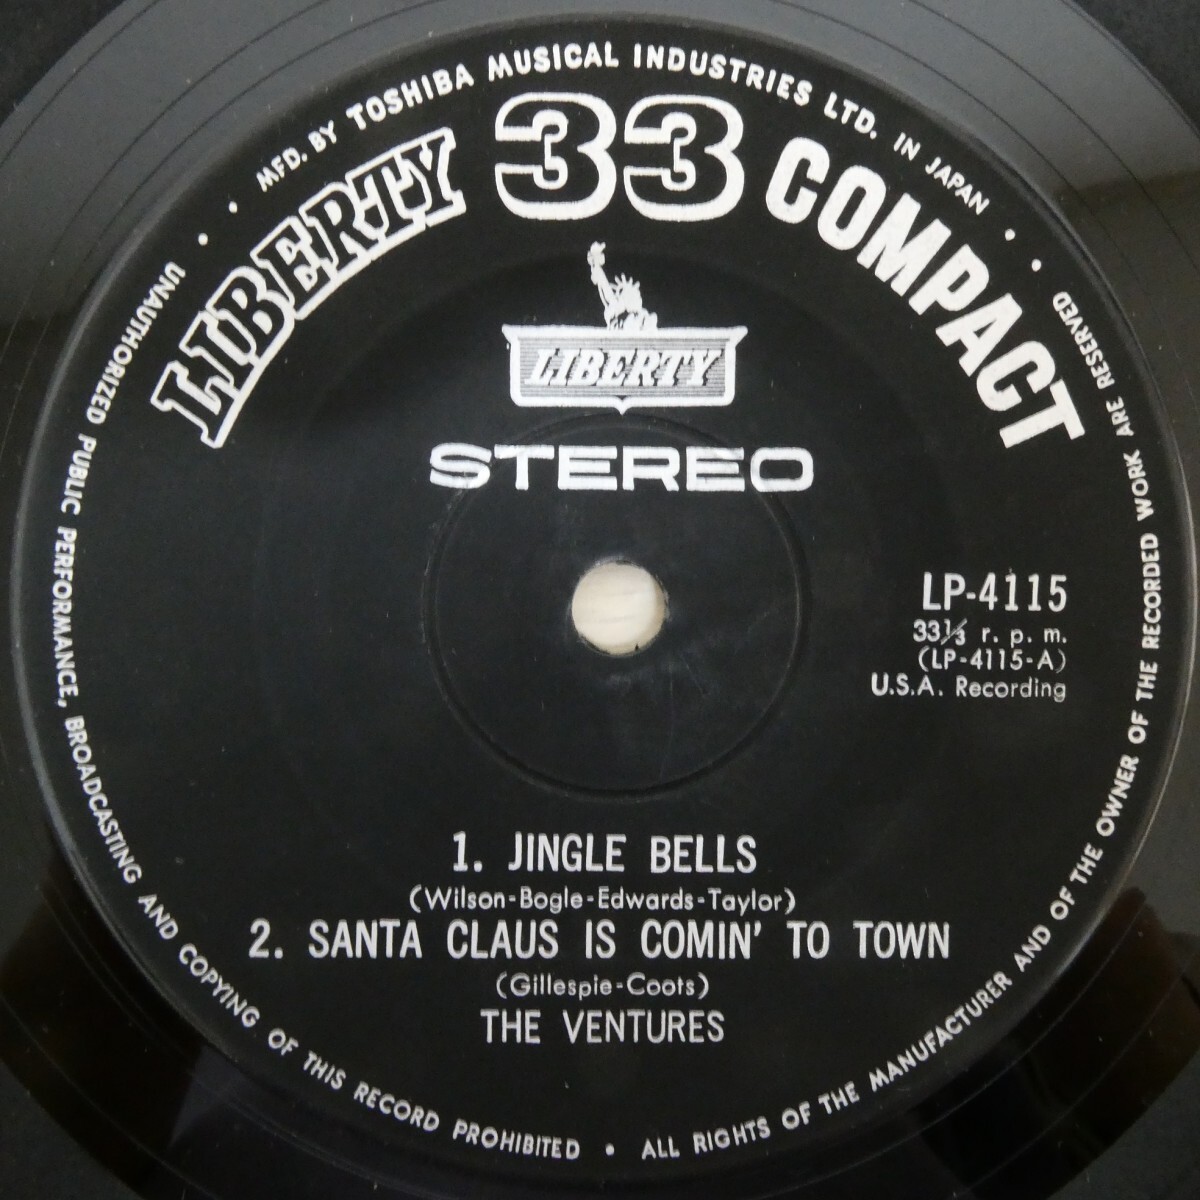 MFD. BY TOSHIBA MUSICAL INDUSTRIES LTD. IN JAPAN
LIBERTY 33 COMPACT
LIBERTY
STEREO
LP-4115
33⅓ r. p. m.
(LP-4115-A)
U.S.A. Recording
1. JINGLE BELLS
(Wilson-Bogle-Edwards-Taylor)
2. SANTA CLAUS IS COMIN' TO TOWN
(Gillespie-Coots)
THE VENTURES
UNAUTHORIZED PUBLIC PERFORMANCE, BROADCASTING AND COPYING OF THIS RECORD PROHIBITED • ALL RIGHTS OF THE MANUFACTURER AND OF THE OWNER OF THE RECORDED WORK ARE RESERVED